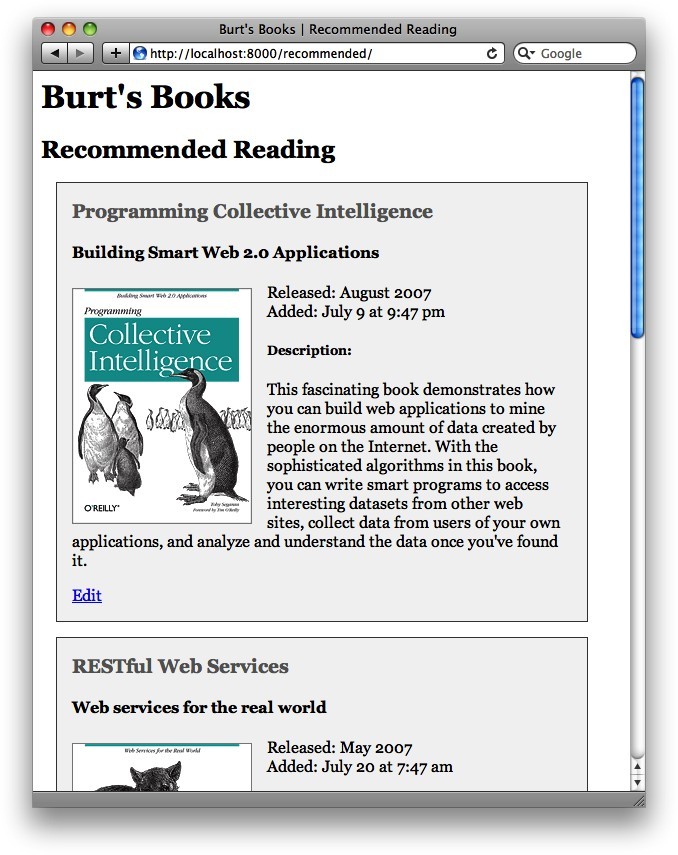 Burt's Books | Recommended Reading
http://localhost:8000/recommended/
Google
Burt's Books
Recommended Reading
Programming Collective Intelligence
Building Smart Web 2.0 Applications
Building Smart Web 2.0 Applications
Programming
Collective
Intelligence
O'REILLY®
Toby Segaran
Foreword by Tim O'Reilly
Released: August 2007
Added: July 9 at 9:47 pm
Description:
This fascinating book demonstrates how
you can build web applications to mine
the enormous amount of data created by
people on the Internet. With the
sophisticated algorithms in this book,
you can write smart programs to access
interesting datasets from other web
sites, collect data from users of your own
applications, and analyze and understand the data once you've found
it.
Edit
RESTful Web Services
Web services for the real world
Web Services for the Real World
Released: May 2007
Added: July 20 at 7:47 am